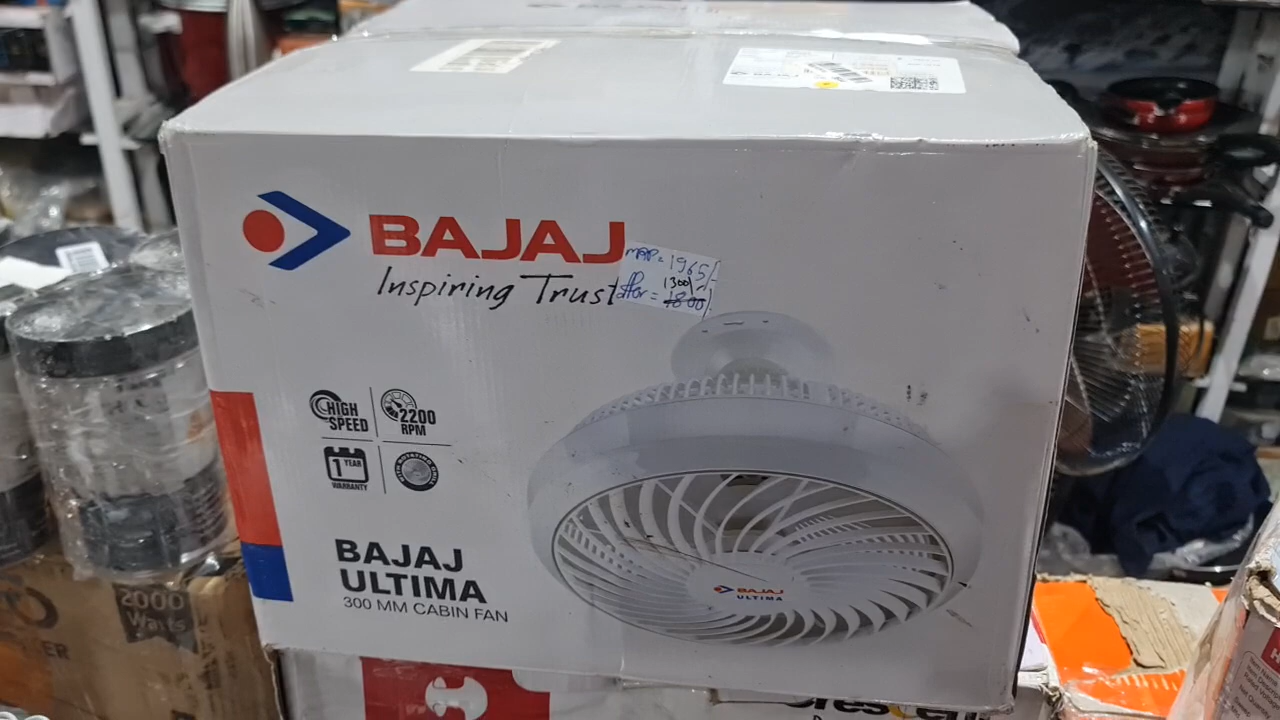 BAJAJ
Inspiring Trust
MRP = 1965/-
1300/-
offer = 1800/-
HIGH
SPEED
2200
RPM
1 YEAR
WARRANTY
BAJAJ
ULTIMA
300 MM CABIN FAN
BAJAJ
ULTIMA
2000
Watts